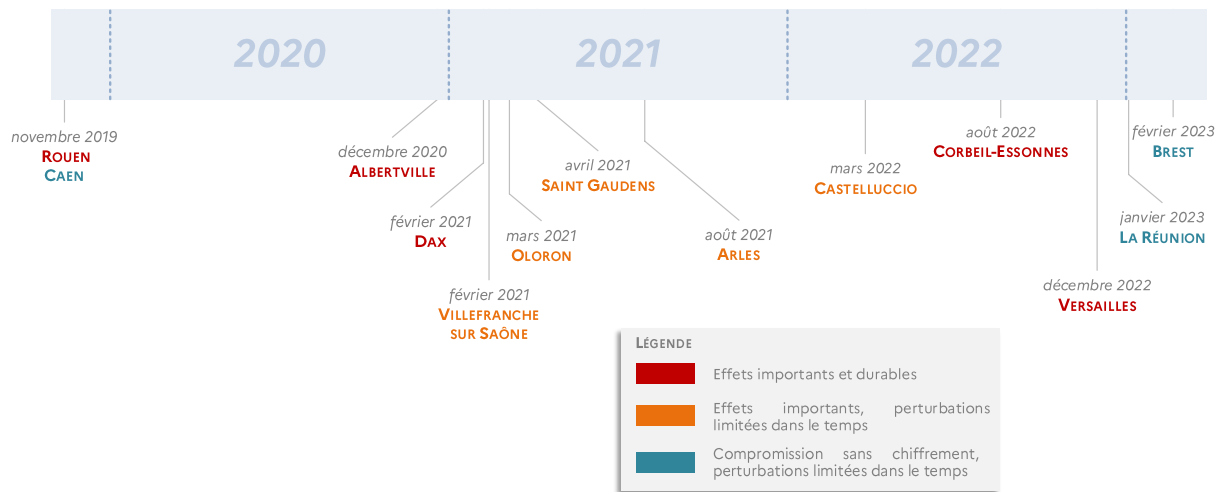 2020
2021
2022
novembre 2019
ROUEN
CAEN
décembre 2020
ALBERTVILLE
février 2021
DAX
février 2021
VILLEFRANCHE
SUR SAÔNE
mars 2021
OLORON
avril 2021
SAINT GAUDENS
août 2021
ARLES
mars 2022
CASTELLUCCIO
août 2022
CORBEIL-ESSONNES
décembre 2022
VERSAILLES
janvier 2023
LA RÉUNION
février 2023
BREST
LÉGENDE
Effets importants et durables
Effets importants, perturbations
limitées dans le temps
Compromission sans chiffrement,
perturbations limitées dans le temps